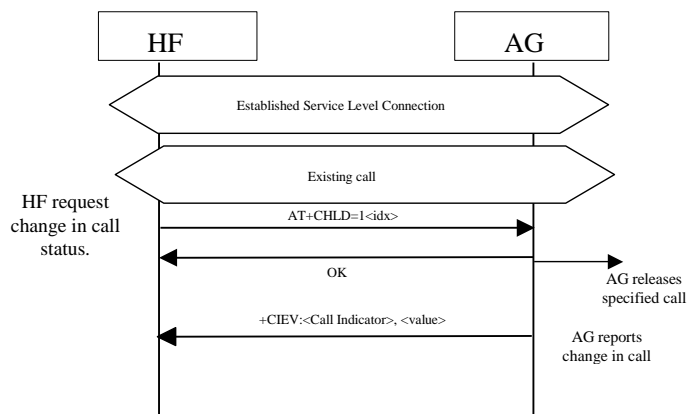 HF
AG
Established Service Level Connection
Existing call
HF request
change in call
status.
AT+CHLD=1<idx>
OK
AG releases
specified call
+CIEV:<Call Indicator>, <value>
AG reports
change in call